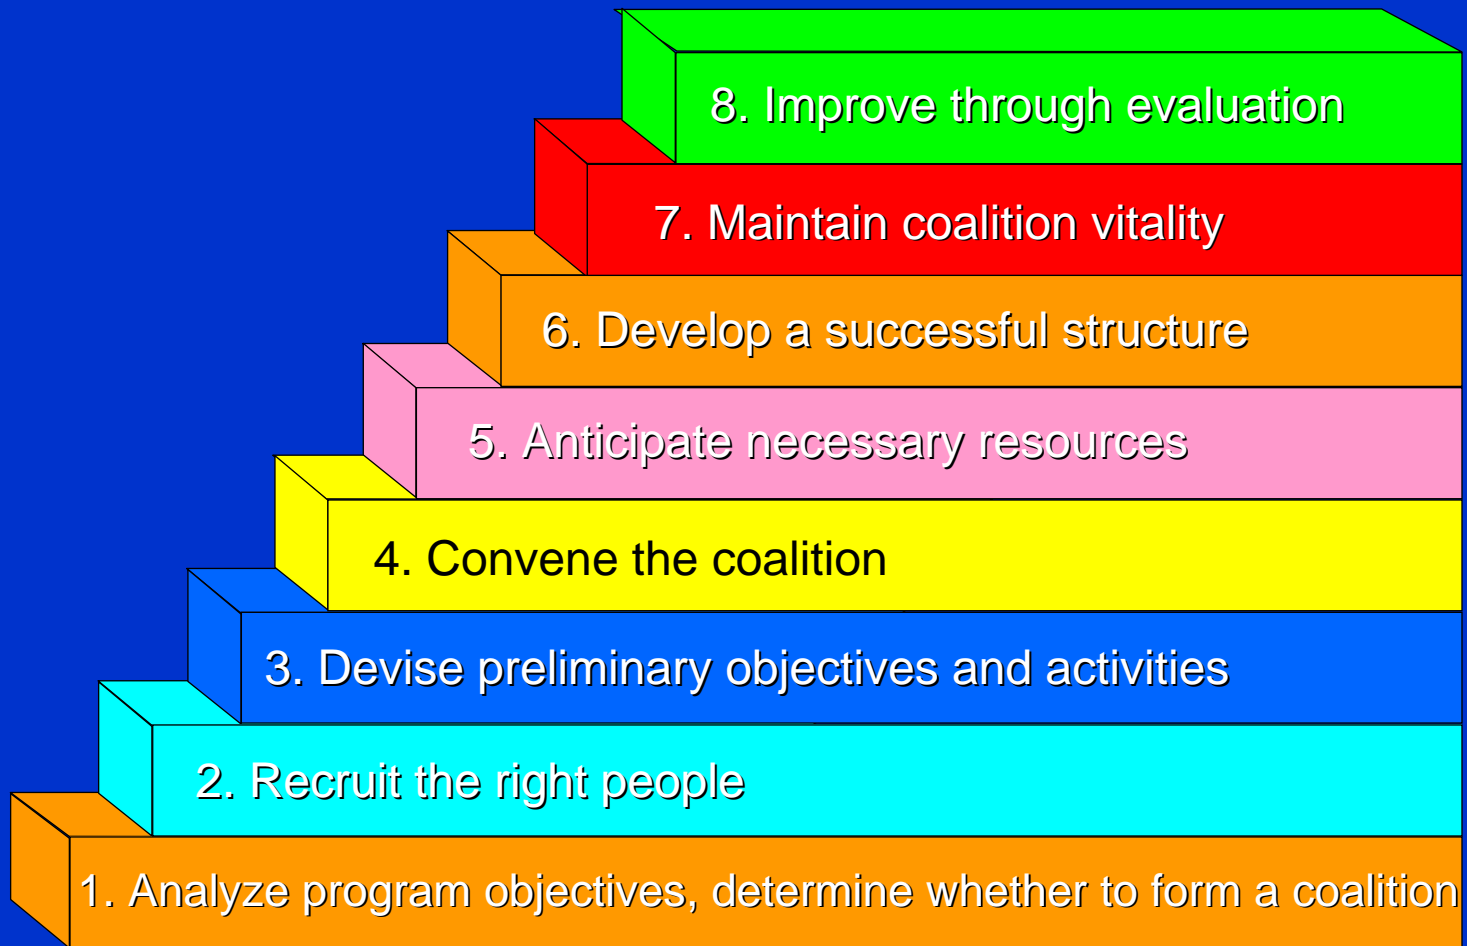 8. Improve through evaluation
7. Maintain coalition vitality
6. Develop a successful structure
5. Anticipate necessary resources
4. Convene the coalition
3. Devise preliminary objectives and activities
2. Recruit the right people
1. Analyze program objectives, determine whether to form a coalition